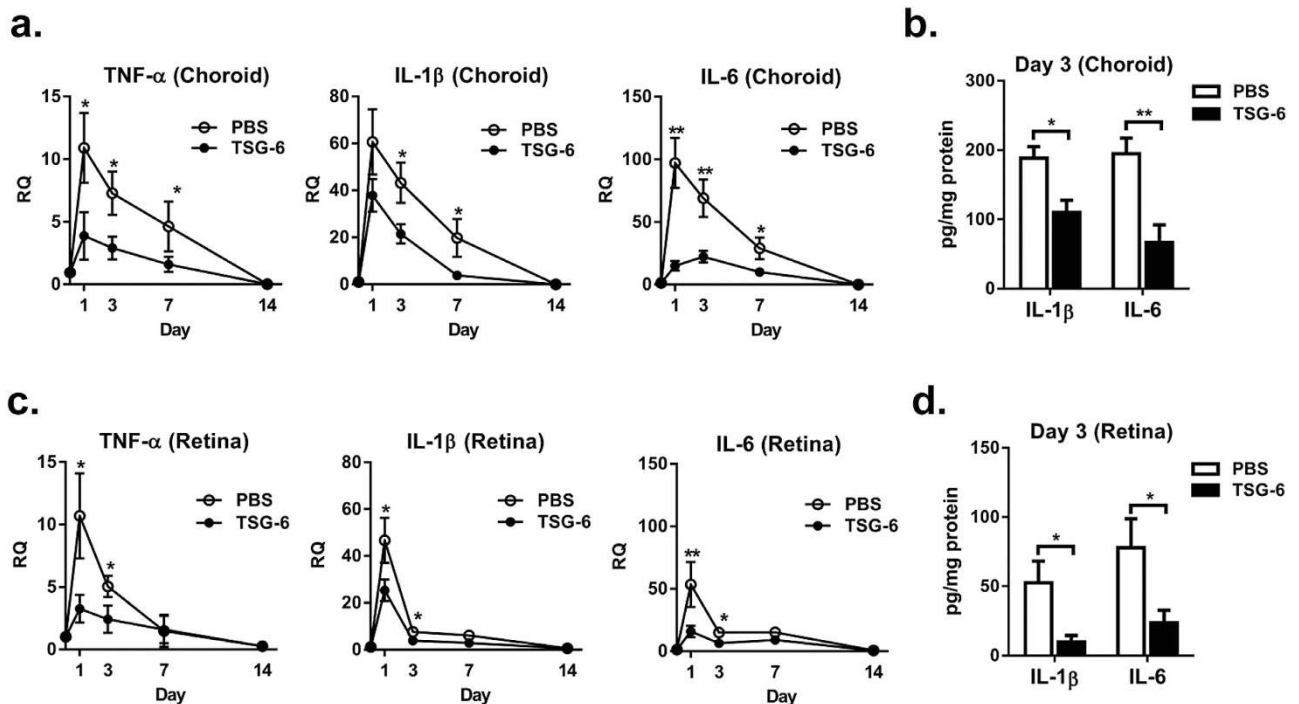 a.
TNF-α (Choroid)
15
10
5
0
RQ
*
*
*
PBS
TSG-6
1 3 7 14
Day
IL-1β (Choroid)
80
60
40
20
0
RQ
*
*
PBS
TSG-6
1 3 7 14
Day
IL-6 (Choroid)
150
100
50
0
RQ
**
**
*
PBS
TSG-6
1 3 7 14
Day
b.
Day 3 (Choroid)
300
200
100
0
pg/mg protein
* **
PBS
TSG-6
IL-1β IL-6
c.
TNF-α (Retina)
15
10
5
0
RQ
*
*
PBS
TSG-6
1 3 7 14
Day
IL-1β (Retina)
80
60
40
20
0
RQ
*
*
PBS
TSG-6
1 3 7 14
Day
IL-6 (Retina)
150
100
50
0
RQ
**
*
PBS
TSG-6
1 3 7 14
Day
d.
Day 3 (Retina)
150
100
50
0
pg/mg protein
*
*
PBS
TSG-6
IL-1β IL-6